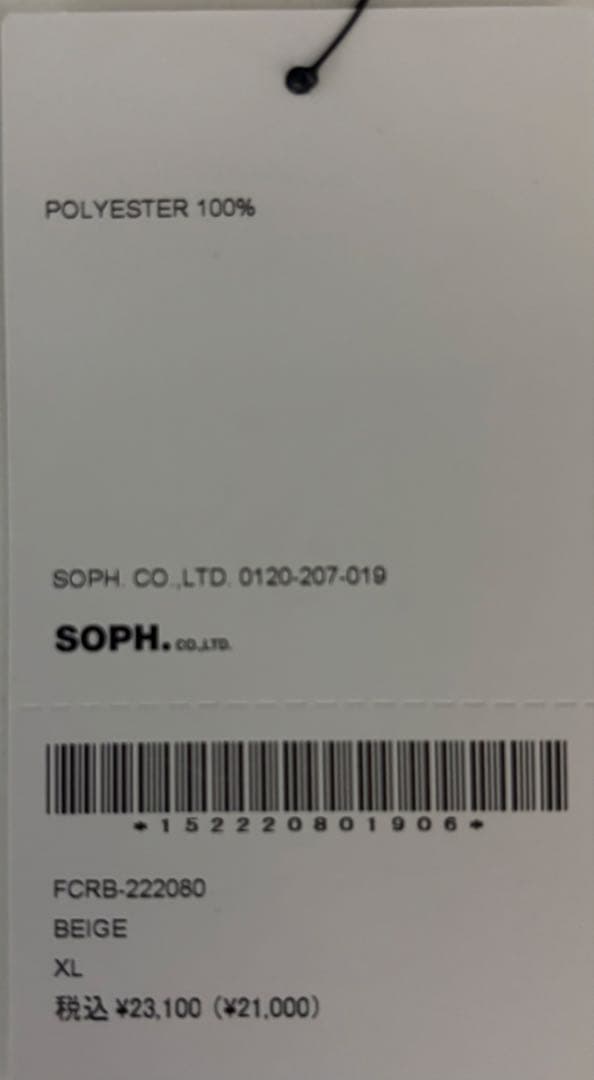 POLYESTER 100%
SOPH. CO.,LTD. 0120-207-019
SOPH. CO.,LTD.
*152220801906*
FCRB-222080
BEIGE
XL
税込 ¥23,100 (¥21,000)